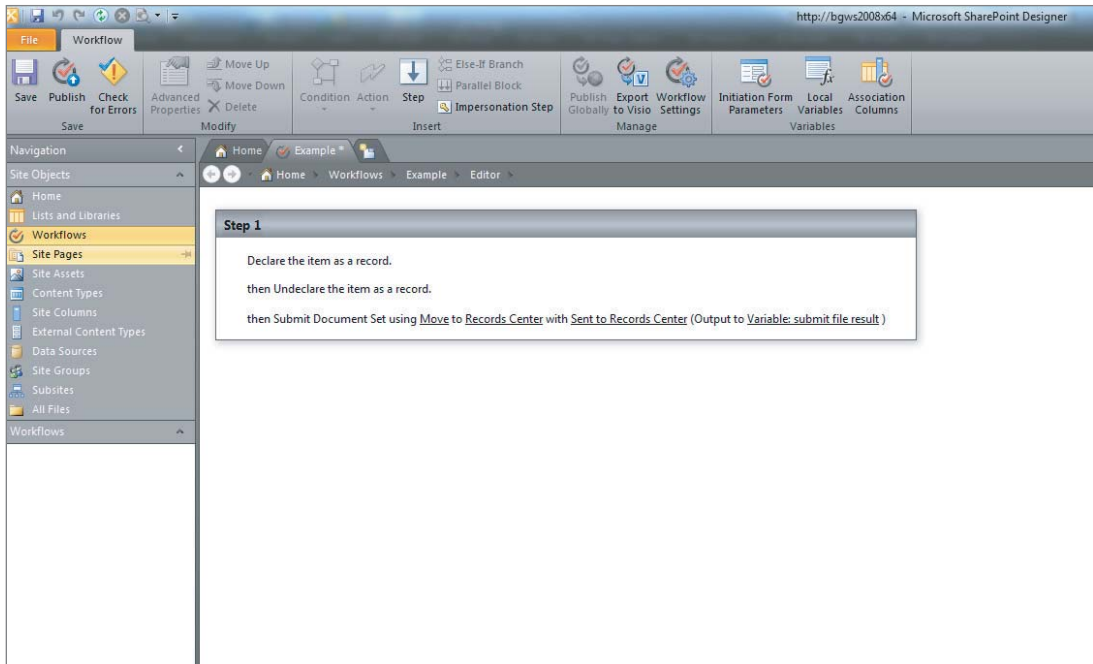 http://bgws2008x64 - Microsoft SharePoint Designer
File Workflow
Save Publish Check for Errors
Advanced Properties
Move Up
Move Down
Delete
Condition Action Step
Else-If Branch
Parallel Block
Impersonation Step
Publish Globally
Export to Visio
Workflow Settings
Initiation Form Parameters
Local Variables
Association Columns
Save Modify Insert Manage Variables
Navigation
Home Example *
Site Objects
Home Workflows Example Editor
Home
Lists and Libraries
Workflows
Site Pages
Site Assets
Content Types
Site Columns
External Content Types
Data Sources
Site Groups
Subsites
All Files
Workflows
Step 1
Declare the item as a record.
then Undeclare the item as a record.
then Submit Document Set using Move to Records Center with Sent to Records Center (Output to Variable: submit file result )